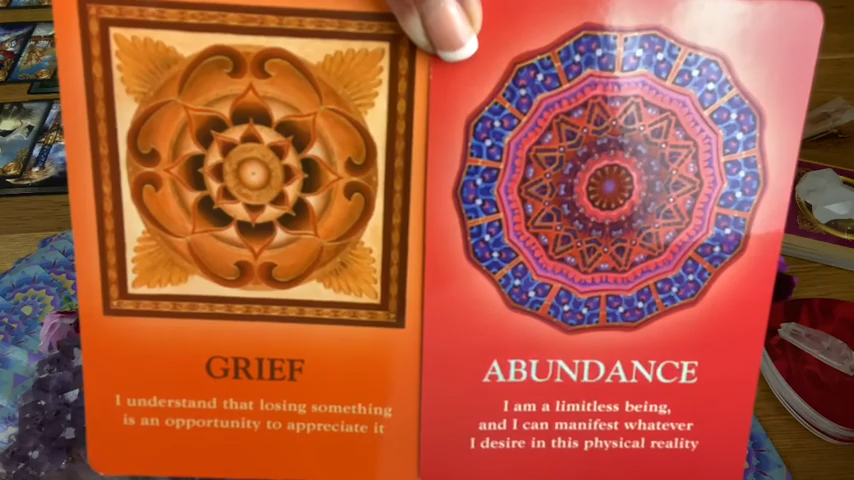 GRIEF
I understand that losing something
is an opportunity to appreciate it
ABUNDANCE
I am a limitless being,
and I can manifest whatever
I desire in this physical reality